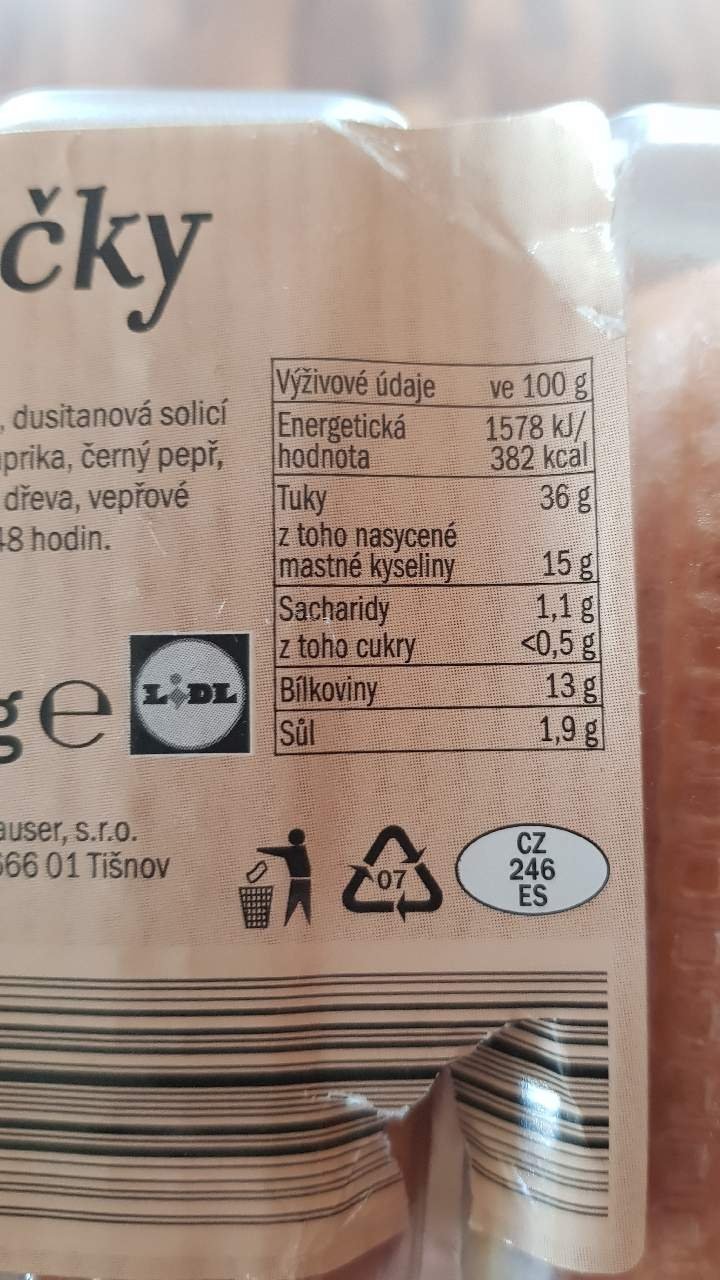 čky
, dusitanová solicí
prika, černý pepř,
dřeva, vepřové
48 hodin.
Výživové údaje ve 100 g
Energetická 1578 kJ/
hodnota 382 kcal
Tuky 36 g
z toho nasycené
mastné kyseliny 15 g
Sacharidy 1,1 g
z toho cukry <0,5 g
Bílkoviny 13 g
Sůl 1,9 g
g e
LIDL
auser, s.r.o.
666 01 Tišnov
07
CZ
246
ES